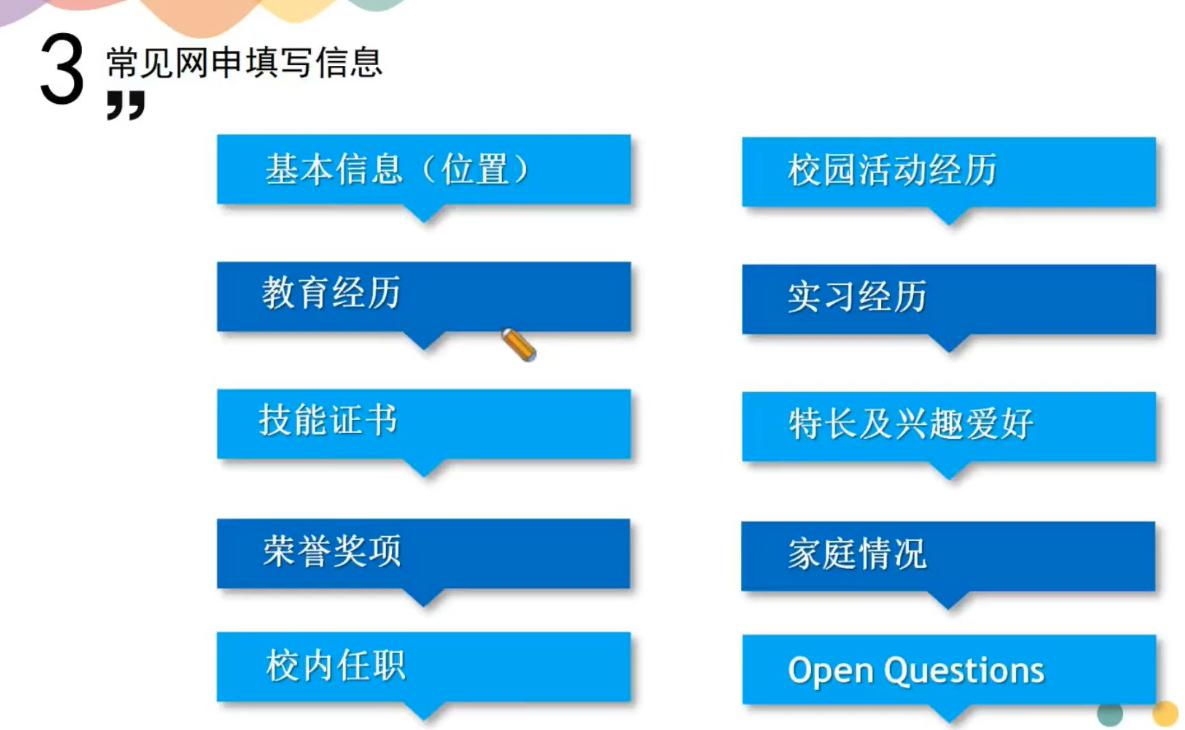 3
常见网申填写信息
”
基本信息（位置）
教育经历
技能证书
荣誉奖项
校内任职
校园活动经历
实习经历
特长及兴趣爱好
家庭情况
Open Questions